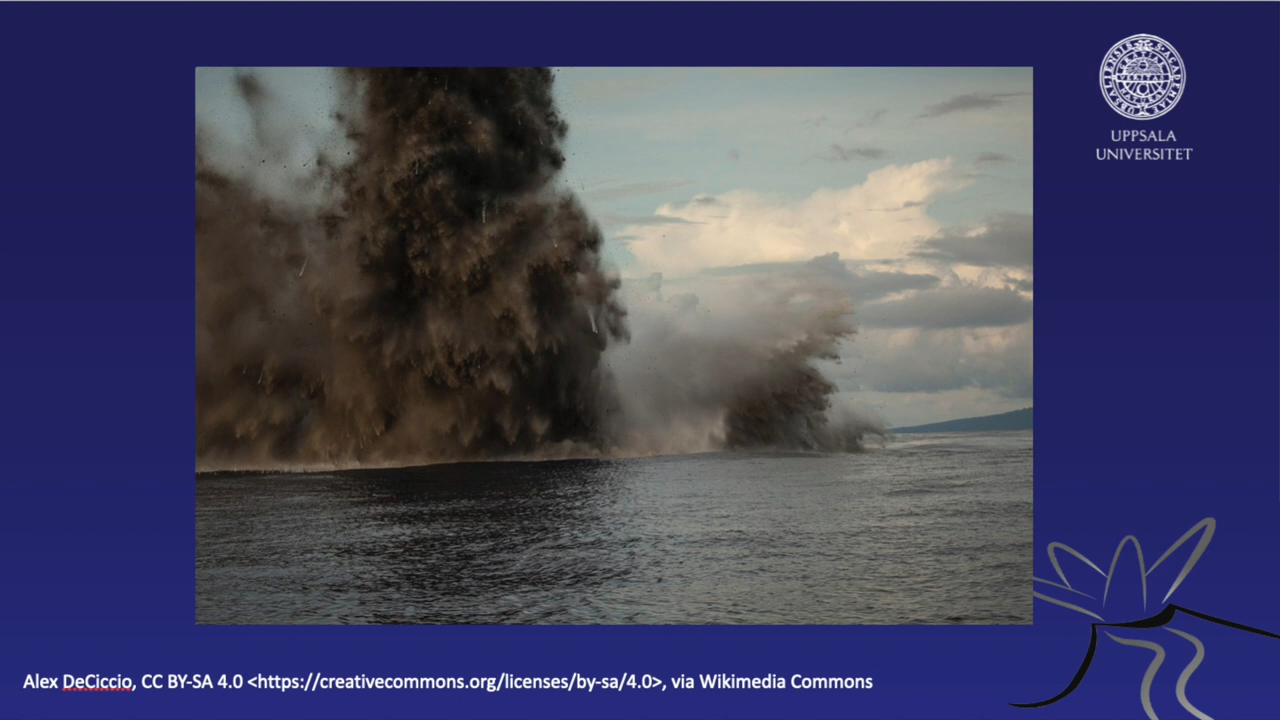 UPPSALA
UNIVERSITET
Alex DeCiccio, CC BY-SA 4.0 <https://creativecommons.org/licenses/by-sa/4.0>, via Wikimedia Commons